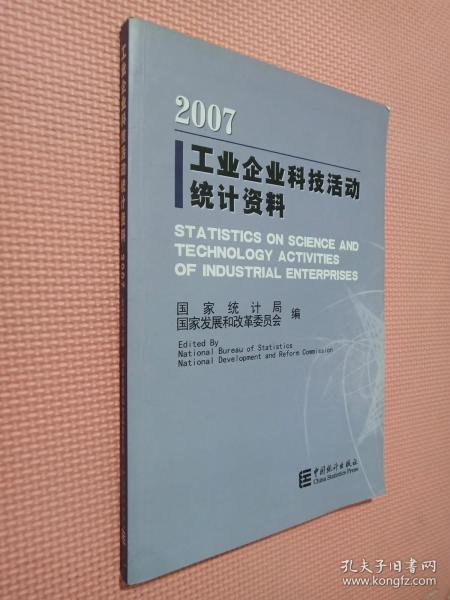 2007
工业企业科技活动
统计资料
STATISTICS ON SCIENCE AND
TECHNOLOGY ACTIVITIES
OF INDUSTRIAL ENTERPRISES
国家统计局
国家发展和改革委员会 编
Edited By
National Bureau of Statistics
National Development and Reform Commission
中国统计出版社
China Statistics Press
孔夫子旧书网
www.kongfz.com